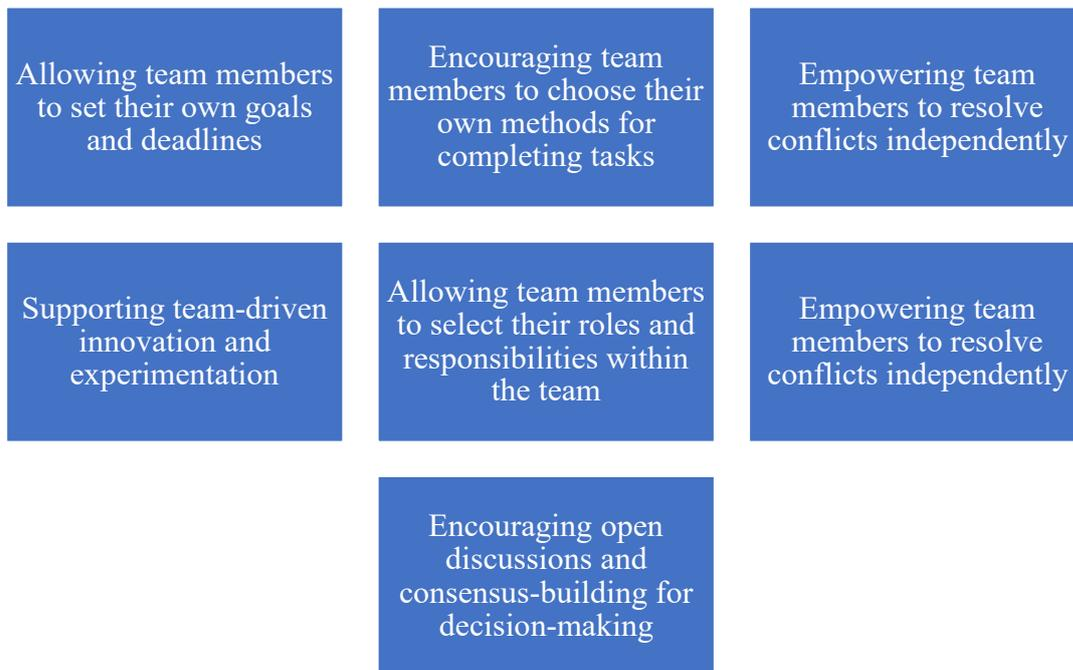 Allowing team members
to set their own goals
and deadlines
Encouraging team
members to choose their
own methods for
completing tasks
Empowering team
members to resolve
conflicts independently
Supporting team-driven
innovation and
experimentation
Allowing team members
to select their roles and
responsibilities within
the team
Empowering team
members to resolve
conflicts independently
Encouraging open
discussions and
consensus-building for
decision-making